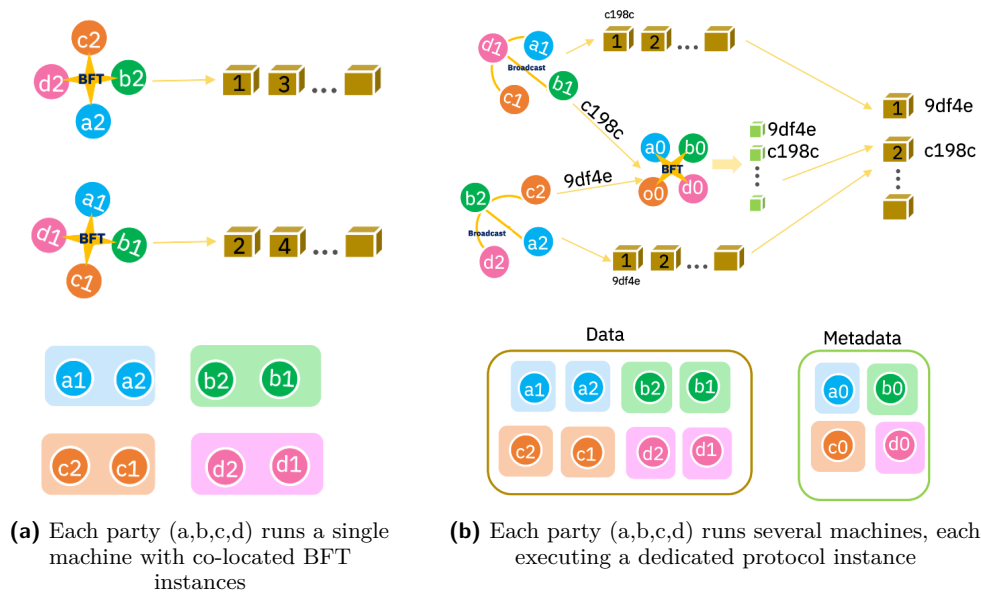 c2
d2 BFT b2
a2
1 3 ...
a1
d1 BFT b1
c1
2 4 ...
a1 a2 b2 b1
c2 c1 d2 d1
(a) Each party (a,b,c,d) runs a single
machine with co-located BFT
instances
c198c
d1 a1 1 2 ...
Broadcast
b1
c1
c198c
1 9df4e
9df4e
a0 b0 c198c
BFT
o0 d0
2 c198c
9df4e
b2 c2
Broadcast
a2
d2
1 2 ...
9df4e
Data
a1 a2 b2 b1
c2 c1 d2 d1
Metadata
a0 b0
c0 d0
(b) Each party (a,b,c,d) runs several machines, each
executing a dedicated protocol instance